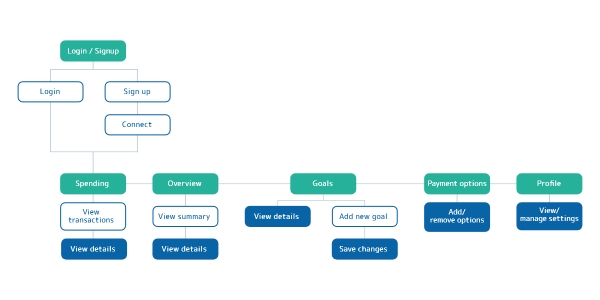 Login / Signup
Login
Sign up
Connect
Spending
Overview
Goals
Payment options
Profile
View
transactions
View summary
View details
Add new goal
Add/
remove options
View/
manage settings
View details
View details
Save changes